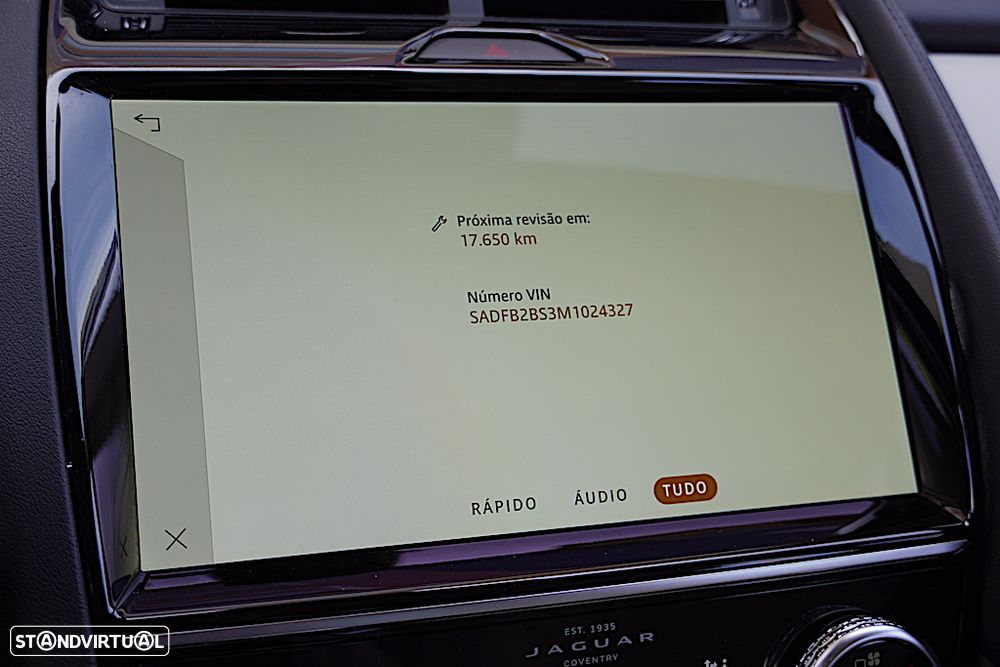 Próxima revisão em:
17.650 km
Número VIN
SADFB2BS3M1024327
RÁPIDO
ÁUDIO
TUDO
EST. 1935
JAGUAR
COVENTRY
STANDVIRTUAL